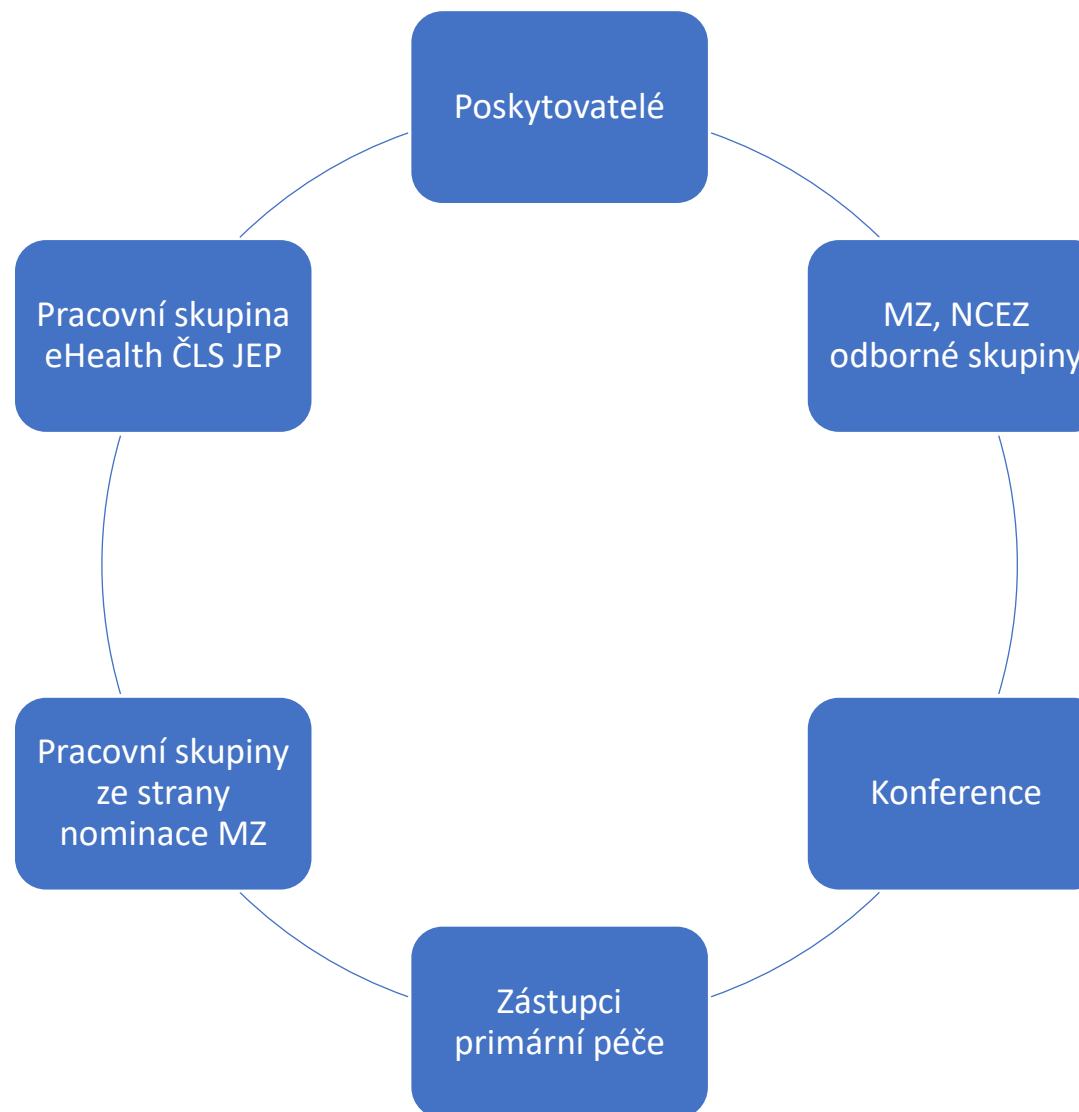 Poskytovatelé
Pracovní skupina
eHealth ČLS JEP
MZ, NCEZ
odborné skupiny
Pracovní skupiny
ze strany
nominace MZ
Konference
Zástupci
primární péče